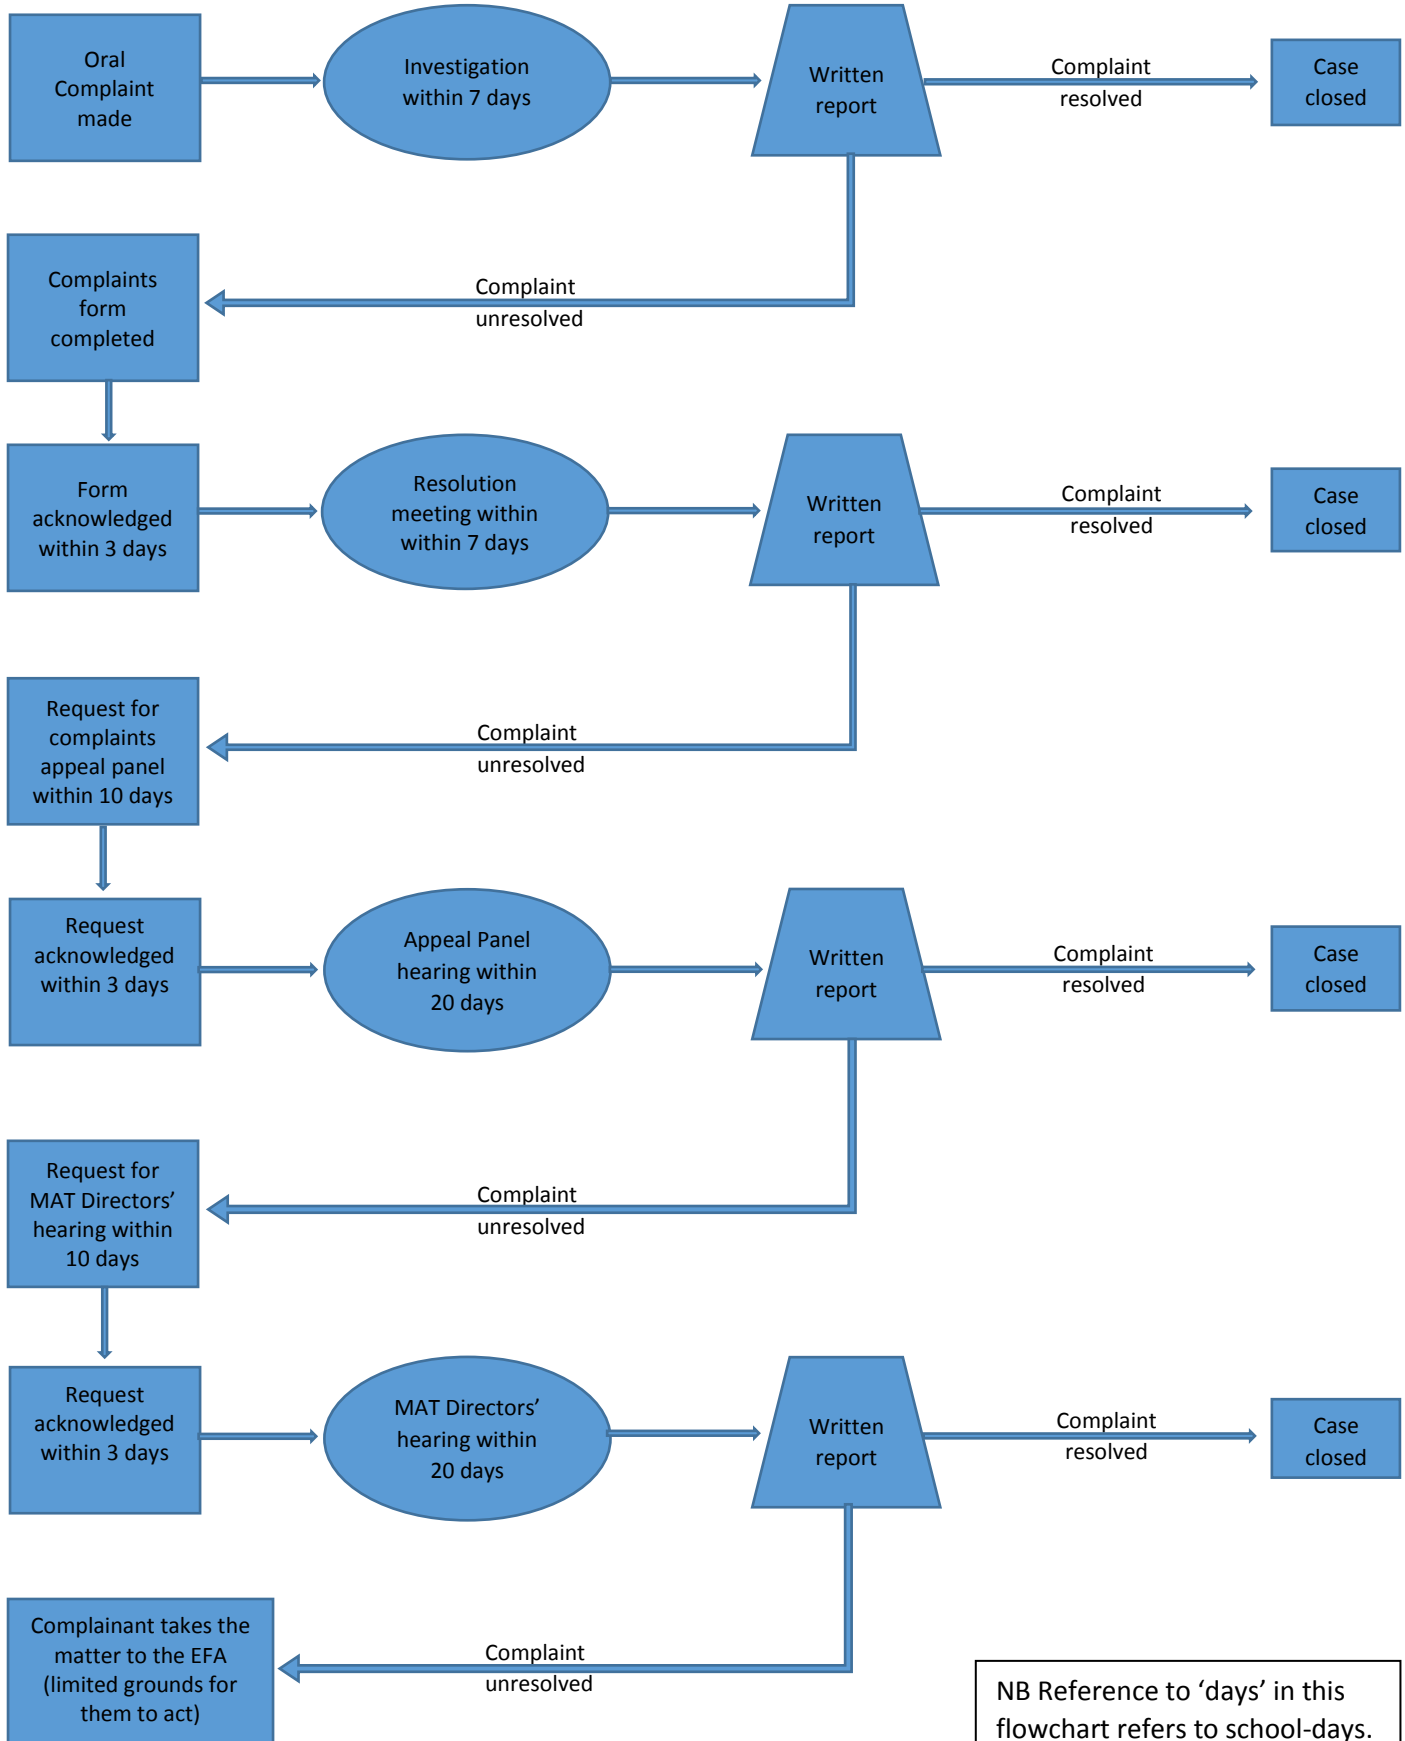 Oral
Complaint
made
Investigation
within 7 days
Written
report
Complaint
resolved
Case
closed
Complaints
form
completed
Complaint
unresolved
Form
acknowledged
within 3 days
Resolution
meeting within
within 7 days
Written
report
Complaint
resolved
Case
closed
Request for
complaints
appeal panel
within 10 days
Complaint
unresolved
Request
acknowledged
within 3 days
Appeal Panel
hearing within
20 days
Written
report
Complaint
resolved
Case
closed
Request for
MAT Directors’
hearing within
10 days
Complaint
unresolved
Request
acknowledged
within 3 days
MAT Directors’
hearing within
20 days
Written
report
Complaint
resolved
Case
closed
Complainant takes the
matter to the EFA
(limited grounds for
them to act)
Complaint
unresolved
NB Reference to ‘days’ in this
flowchart refers to school-days.